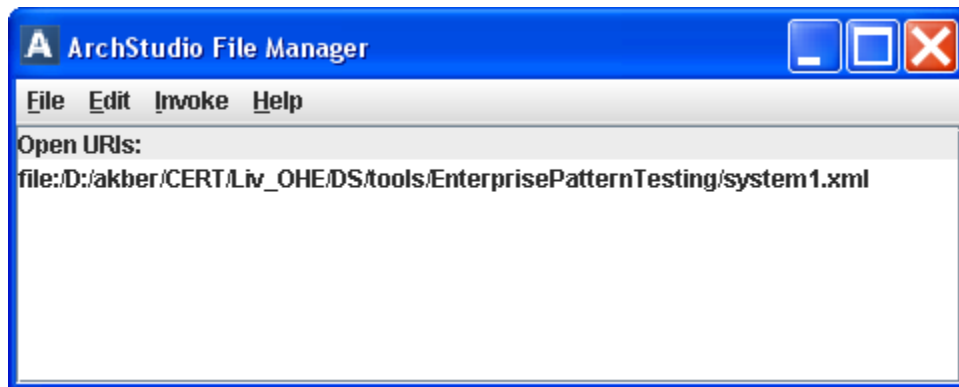 A ArchStudio File Manager
File Edit Invoke Help
Open URIs:
file:/D:/akber/CERT/Liv_OHE/DS/tools/EnterprisePatternTesting/system1.xml